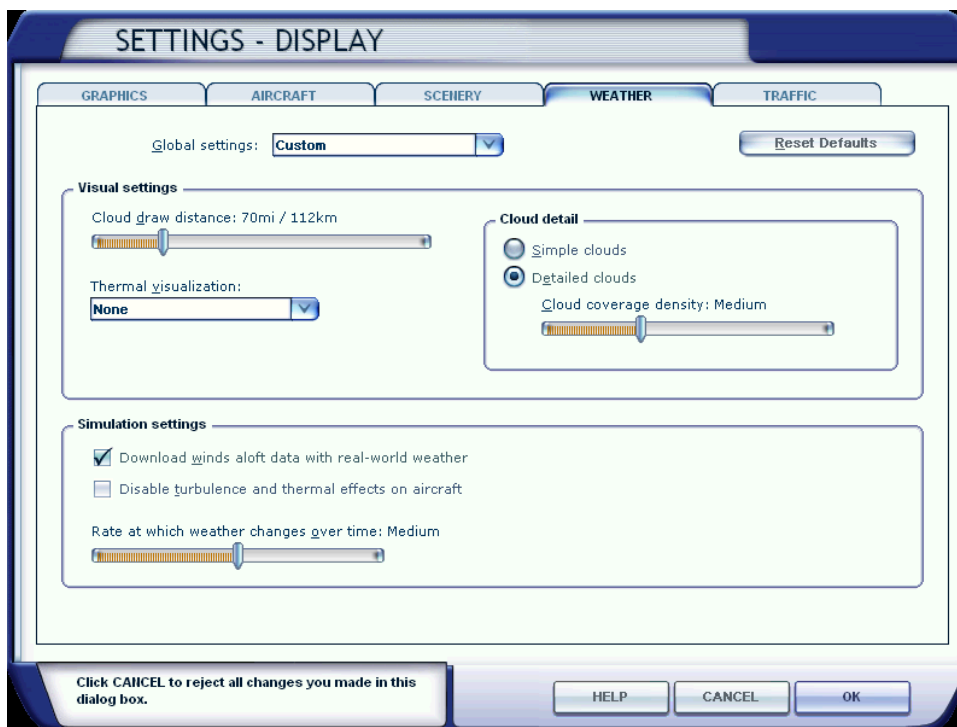 SETTINGS - DISPLAY
GRAPHICS AIRCRAFT SCENERY WEATHER TRAFFIC
Global settings: Custom Reset Defaults
Visual settings
Cloud draw distance: 70mi / 112km
Thermal visualization:
None
Cloud detail
Simple clouds
Detailed clouds
Cloud coverage density: Medium
Simulation settings
Download winds aloft data with real-world weather
Disable turbulence and thermal effects on aircraft
Rate at which weather changes over time: Medium
Click CANCEL to reject all changes you made in this
dialog box.
HELP CANCEL OK